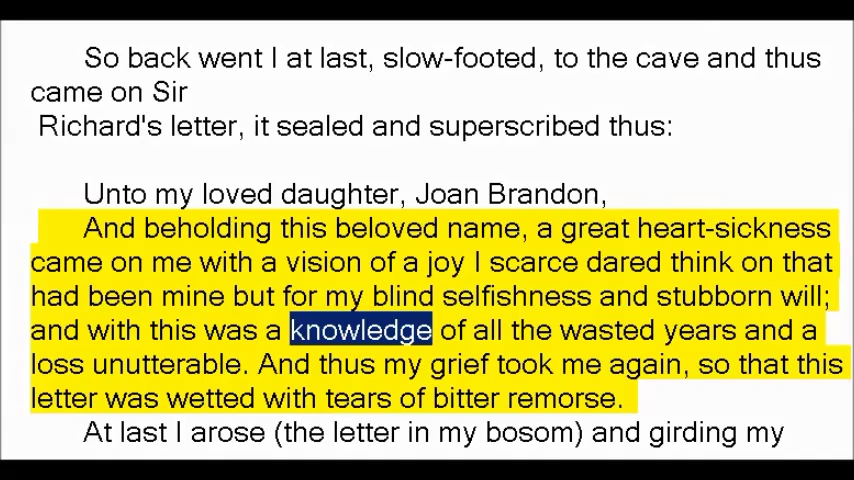 So back went I at last, slow-footed, to the cave and thus
came on Sir
Richard's letter, it sealed and superscribed thus:
Unto my loved daughter, Joan Brandon,
And beholding this beloved name, a great heart-sickness
came on me with a vision of a joy I scarce dared think on that
had been mine but for my blind selfishness and stubborn will;
and with this was a knowledge of all the wasted years and a
loss unutterable. And thus my grief took me again, so that this
letter was wetted with tears of bitter remorse.
At last I arose (the letter in my bosom) and girding my